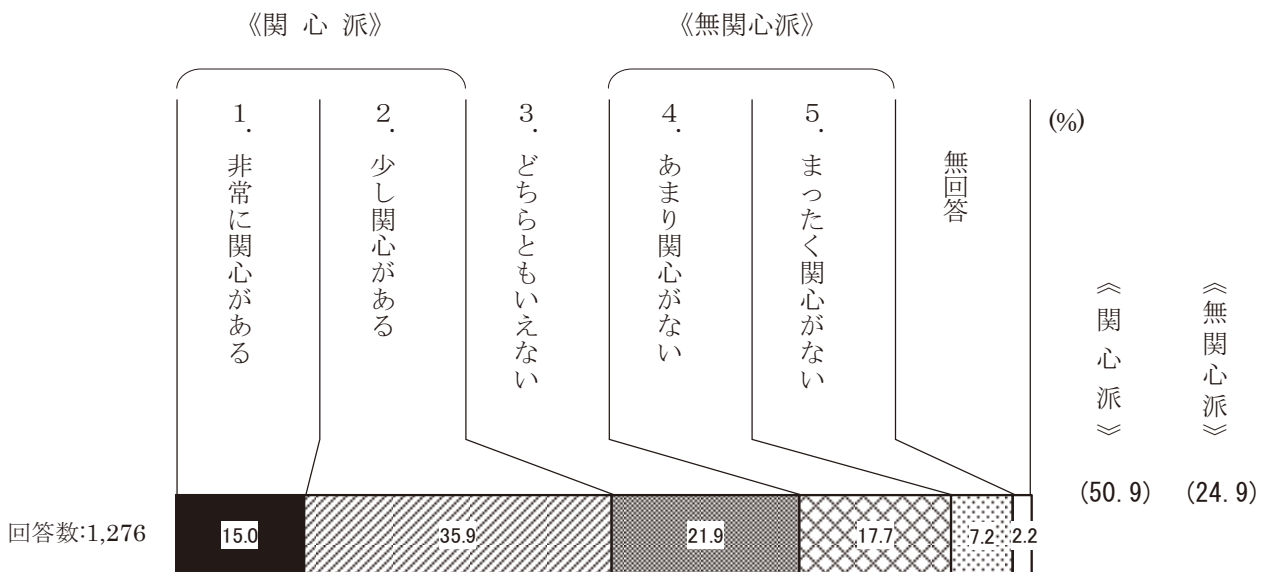 《関 心 派》
《無関心派》
1. 非常に関心がある
2. 少し関心がある
3. どちらともいえない
4. あまり関心がない
5. まったく関心がない
無回答
(%)
《関心派》
《無関心派》
(50.9)
(24.9)
回答数:1,276
15.0
35.9
21.9
17.7
7.2
2.2